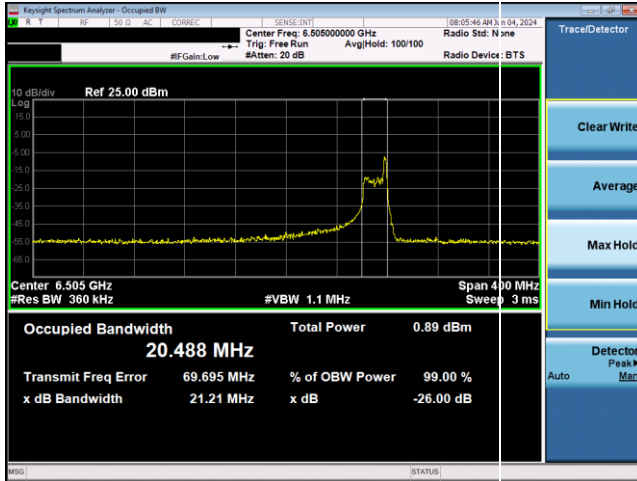 Keysight Spectrum Analyzer - Occupied BW
R T RF 50 Ω AC CORREC SENSE:INT 08:05:46 AM Jun 04, 2024
Center Freq: 6.505000000 GHz Radio Std: None
Trig: Free Run Avg|Hold: 100/100
#IFGain:Low #Atten: 20 dB Radio Device: BTS
10 dB/div Ref 25.00 dBm
Log
15.0
5.00
-5.00
-15.0
-25.0
-35.0
-45.0
-55.0
-65.0
Center 6.505 GHz Span 400 MHz
#Res BW 360 kHz #VBW 1.1 MHz Sweep 3 ms
Occupied Bandwidth Total Power 0.89 dBm
20.488 MHz
Transmit Freq Error 69.695 MHz % of OBW Power 99.00 %
x dB Bandwidth 21.21 MHz x dB -26.00 dB
MSG STATUS
Trace/Detector
Clear Write
Average
Max Hold
Min Hold
Detector
Peak
Auto Man